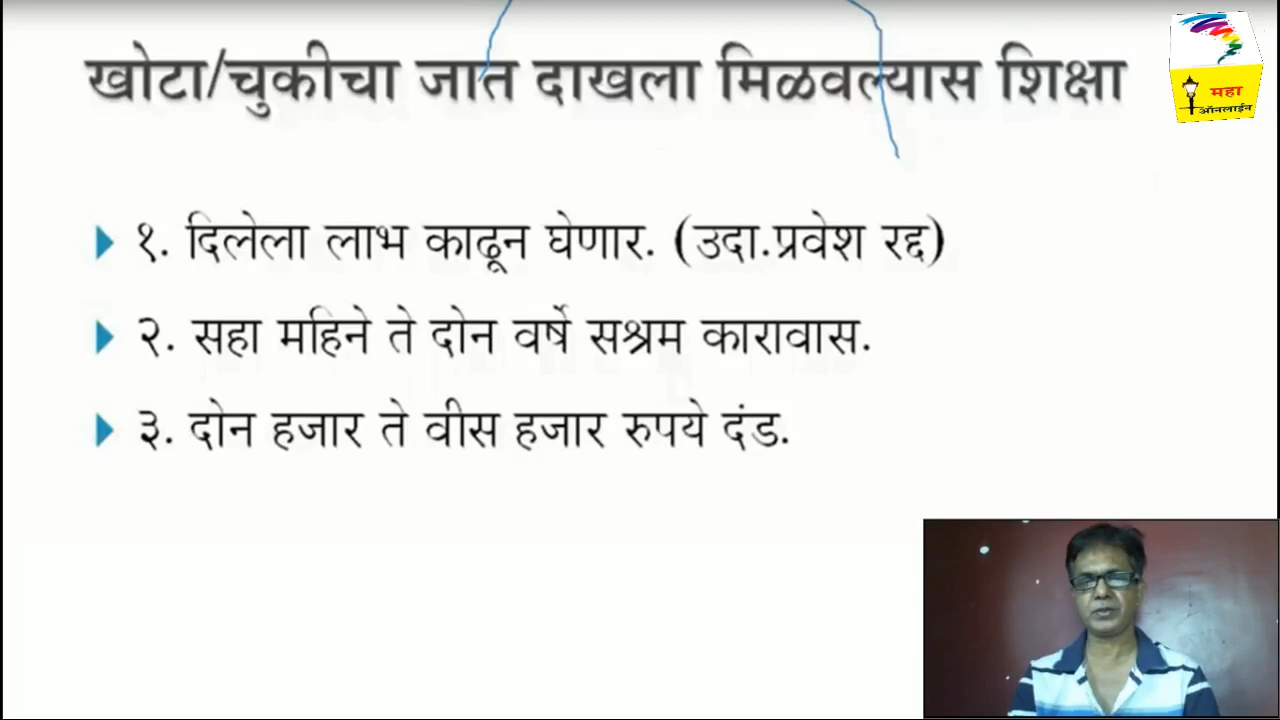 खोटा/चुकीचा जात दाखला मिळवल्यास शिक्षा
महा
ऑनलाईन
१. दिलेला लाभ काढून घेणार. (उदा.प्रवेश रद्द)
२. सहा महिने ते दोन वर्षे सश्रम कारावास.
३. दोन हजार ते वीस हजार रुपये दंड.